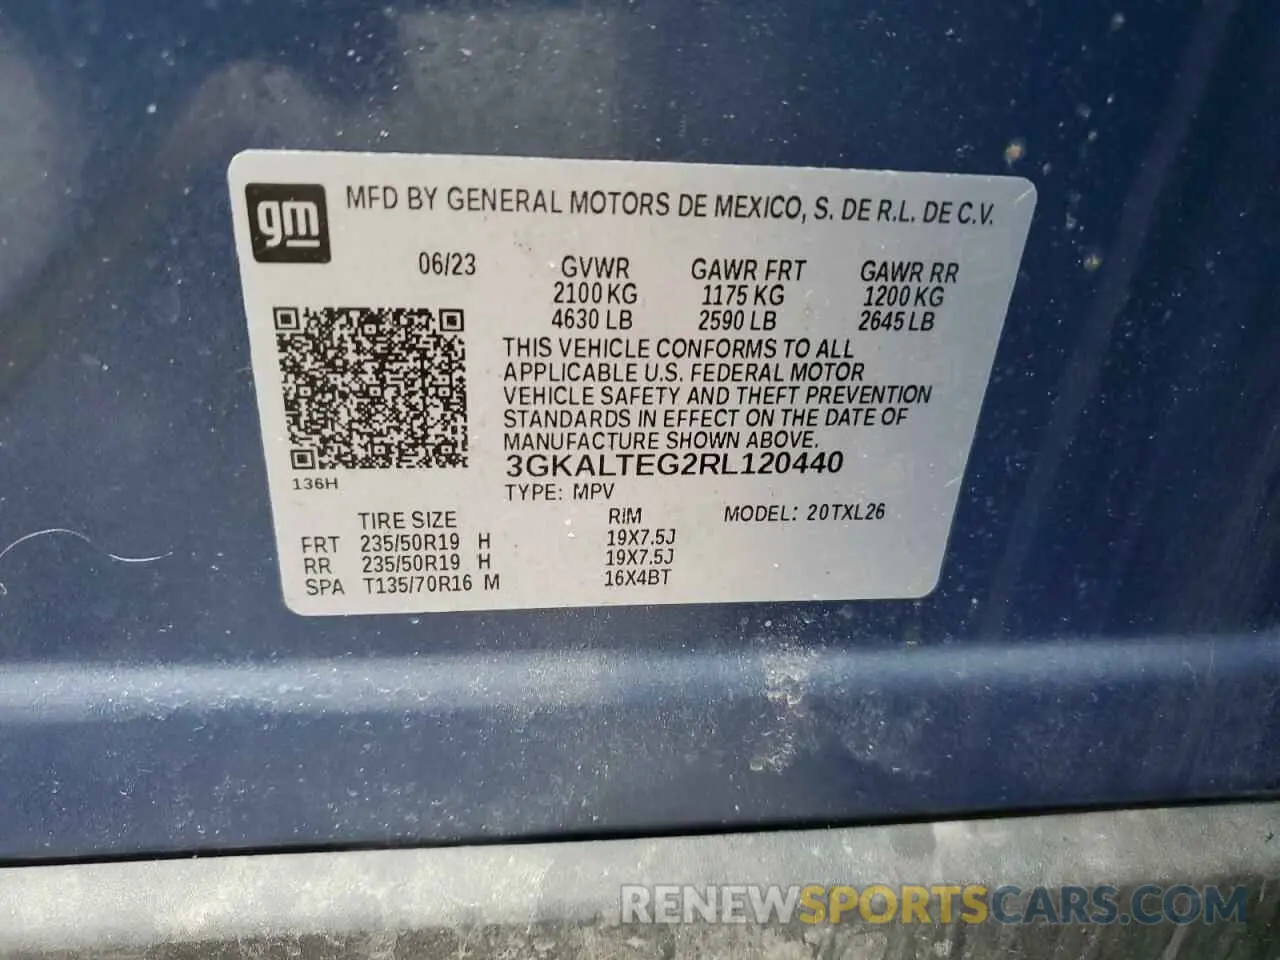 gm
MFD BY GENERAL MOTORS DE MEXICO, S. DE R.L. DE C.V.
06/23 GVWR GAWR FRT GAWR RR
2100 KG 1175 KG 1200 KG
4630 LB 2590 LB 2645 LB
THIS VEHICLE CONFORMS TO ALL
APPLICABLE U.S. FEDERAL MOTOR
VEHICLE SAFETY AND THEFT PREVENTION
STANDARDS IN EFFECT ON THE DATE OF
MANUFACTURE SHOWN ABOVE.
3GKALTEG2RL120440
136H
TYPE: MPV
MODEL: 20TXL26
TIRE SIZE RIM
FRT 235/50R19 H 19X7.5J
RR 235/50R19 H 19X7.5J
SPA T135/70R16 M 16X4BT
RENEWSPORTSCARS.COM